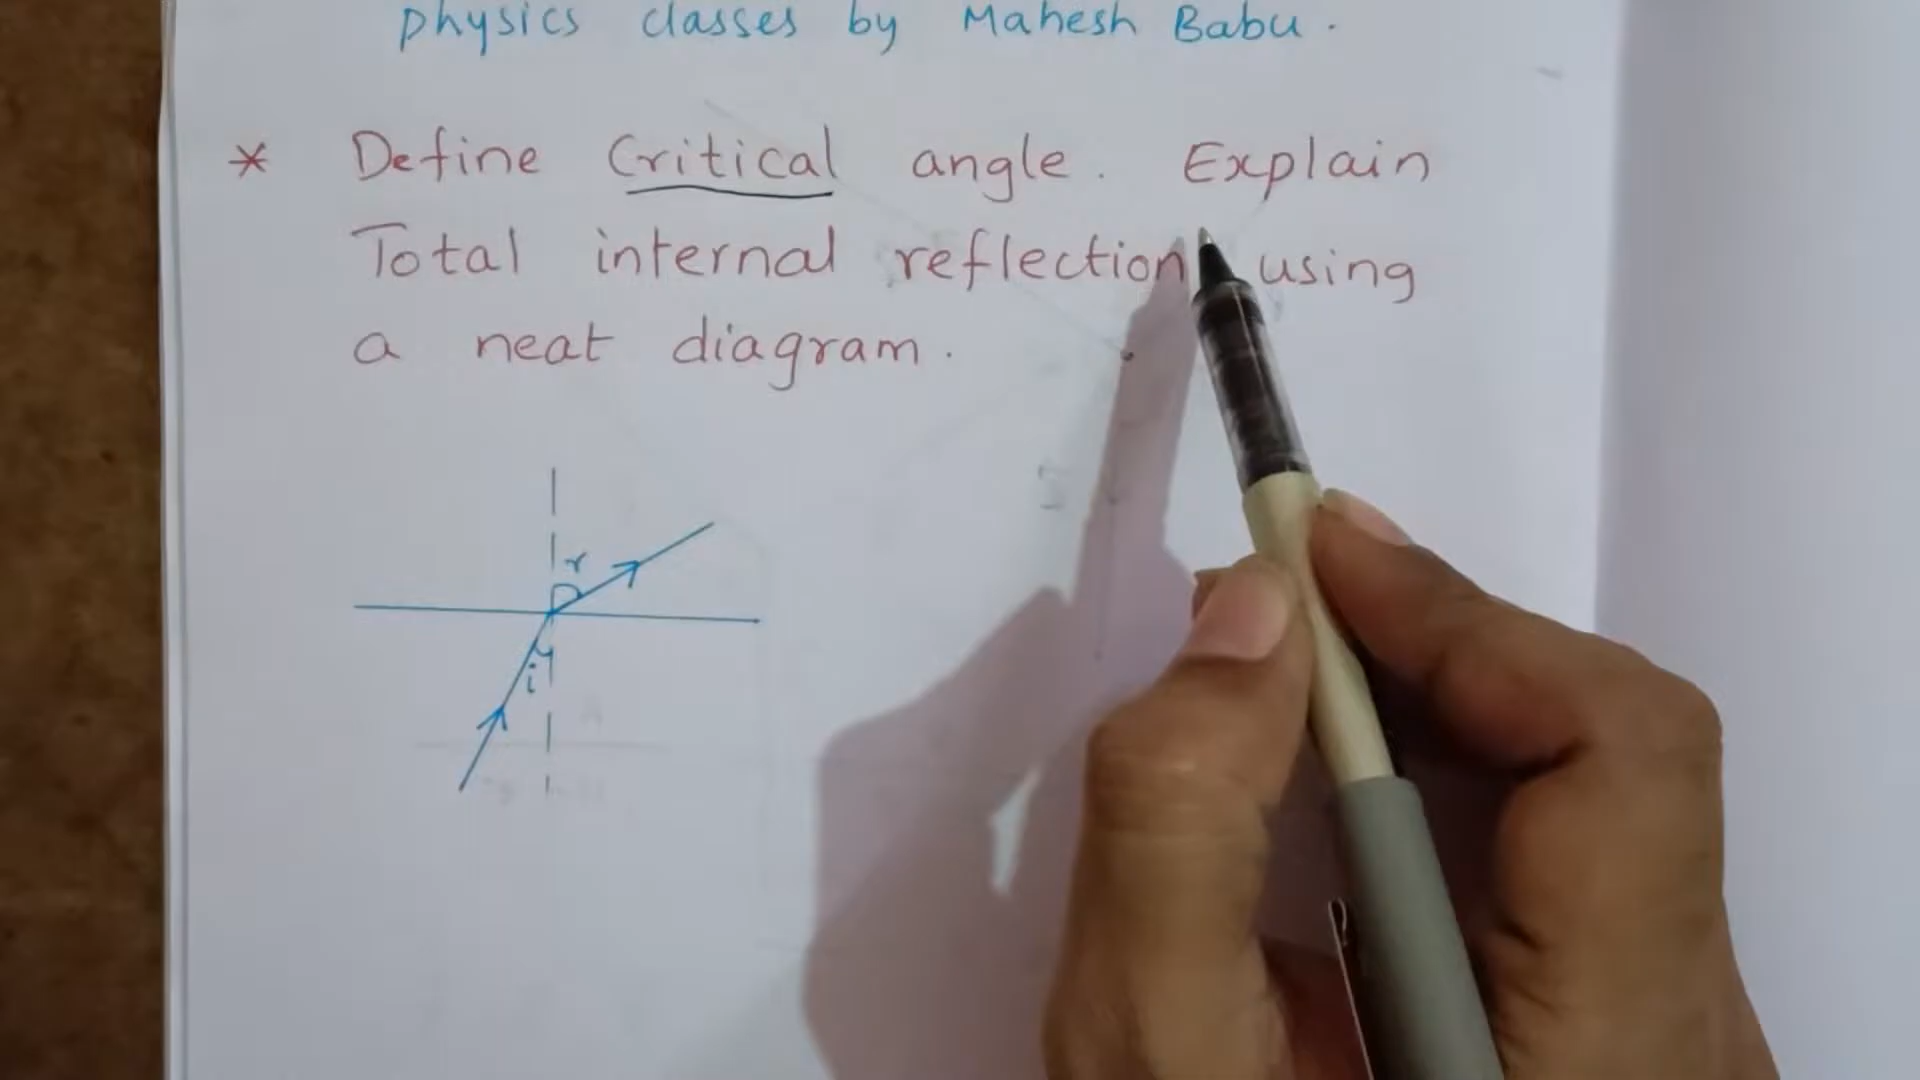 physics classes by Mahesh Babu.
* Define Critical angle. Explain
Total internal reflection using
a neat diagram.
r
i